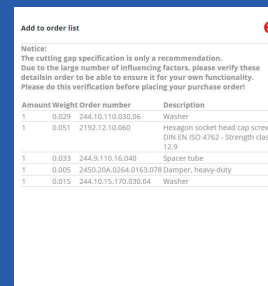 Add to order list
Notice:
The cutting gap specification is only a recommendation.
Due to the large number of influencing factors, please verify these
detailsin order to be able to ensure it for your own functionality.
Please do this verification before placing your purchase order!
Amount Weight Order number Description
1 0.029 244.10.110.030.06 Washer
1 0.051 2192.12.10.060 Hexagon socket head cap screw
DIN EN ISO 4762 - Strength clas
12.9
1 0.033 244.9.110.16.040 Spacer tube
1 0.005 2450.20A.0264.0163.078 Damper, heavy-duty
1 0.015 244.10.15.170.030.04 Washer